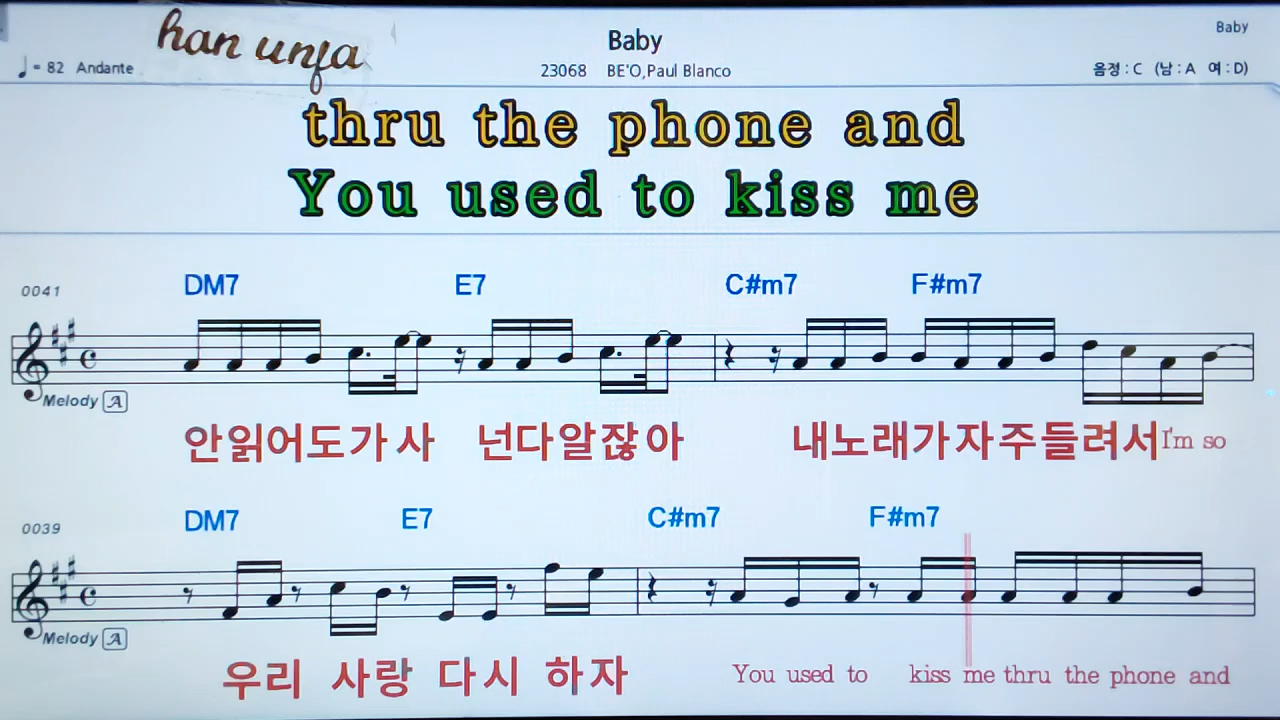 han unfa
Baby
Baby
♩= 82 Andante
23068 BE'O,Paul Blanco
음정 : C (남 : A 여 : D)
thru the phone and
You used to kiss me
0041
DM7 E7 C#m7 F#m7
Melody A
안읽어도가사 넌다알잖아 내노래가자주들려서I'm so
0039
DM7 E7 C#m7 F#m7
Melody A
우리 사랑 다시 하자 You used to kiss me thru the phone and